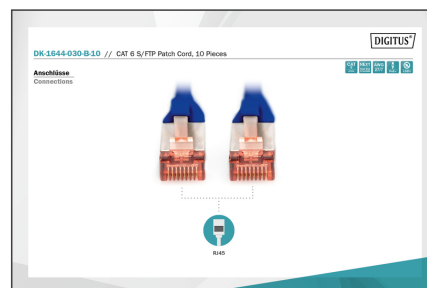 DIGITUS®
DK-1644-030-B-10 // CAT 6 S/FTP Patch Cord, 10 Pieces
Anschlüsse
Connections
RJ45